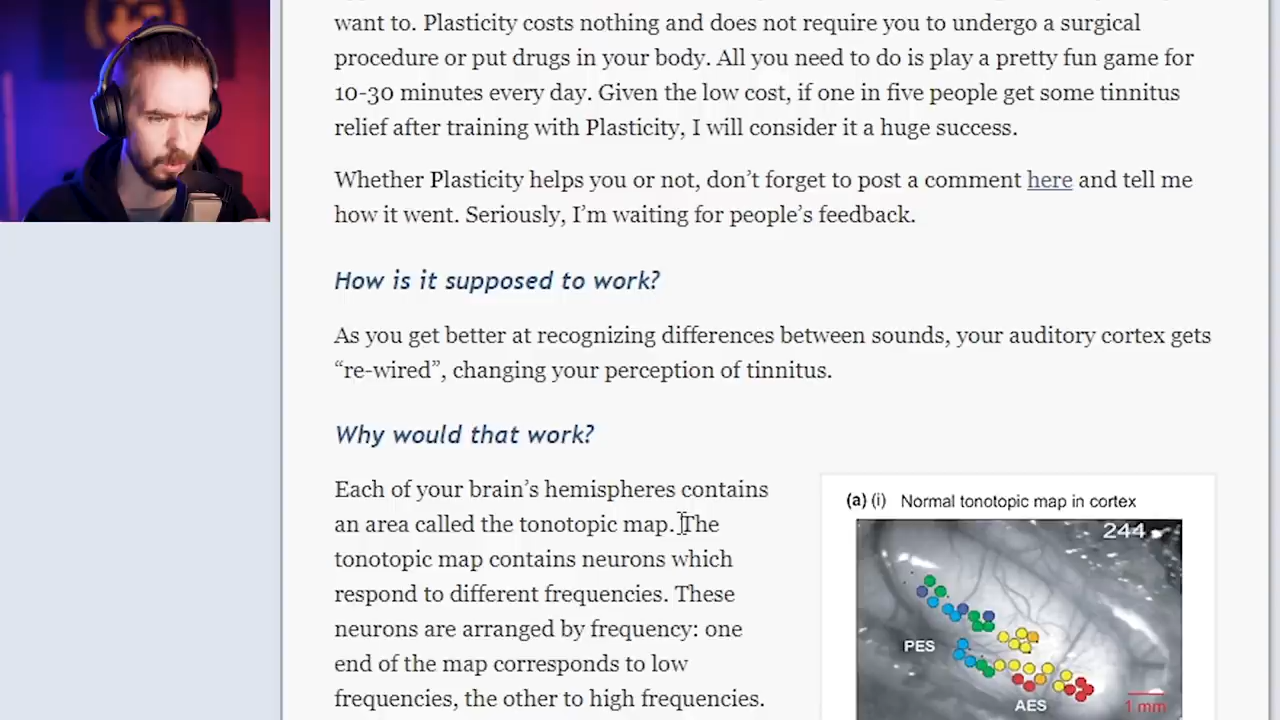 want to. Plasticity costs nothing and does not require you to undergo a surgical
procedure or put drugs in your body. All you need to do is play a pretty fun game for
10-30 minutes every day. Given the low cost, if one in five people get some tinnitus
relief after training with Plasticity, I will consider it a huge success.
Whether Plasticity helps you or not, don’t forget to post a comment here and tell me
how it went. Seriously, I’m waiting for people’s feedback.
How is it supposed to work?
As you get better at recognizing differences between sounds, your auditory cortex gets
“re-wired”, changing your perception of tinnitus.
Why would that work?
Each of your brain’s hemispheres contains
an area called the tonotopic map. The
tonotopic map contains neurons which
respond to different frequencies. These
neurons are arranged by frequency: one
end of the map corresponds to low
frequencies, the other to high frequencies.
(a) (i) Normal tonotopic map in cortex
244
PES
AES
1 mm